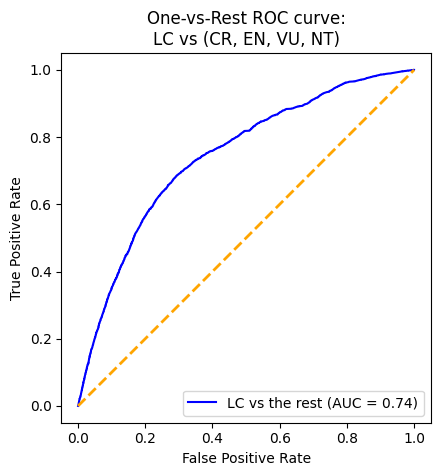 One-vs-Rest ROC curve:
LC vs (CR, EN, VU, NT)
True Positive Rate
1.0
0.8
0.6
0.4
0.2
0.0
LC vs the rest (AUC = 0.74)
0.0 0.2 0.4 0.6 0.8 1.0
False Positive Rate